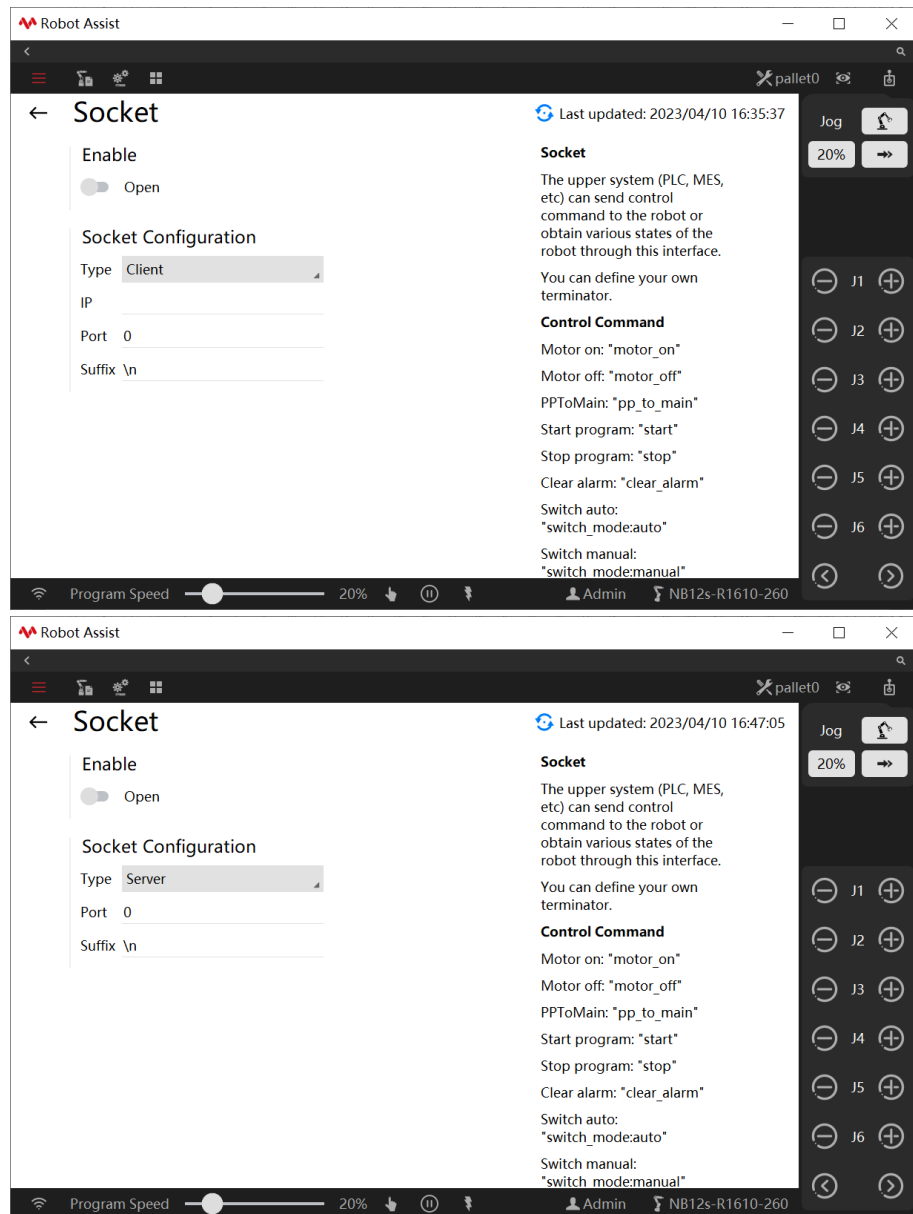 Robot Assist
pallet0
Socket
Last updated: 2023/04/10 16:35:37
Enable
Open
Socket Configuration
Type Client
IP
Port 0
Suffix \n
Socket
The upper system (PLC, MES,
etc) can send control
command to the robot or
obtain various states of the
robot through this interface.
You can define your own
terminator.
Control Command
Motor on: "motor_on"
Motor off: "motor_off"
PPToMain: "pp_to_main"
Start program: "start"
Stop program: "stop"
Clear alarm: "clear_alarm"
Switch auto:
"switch_mode:auto"
Switch manual:
"switch_mode:manual"
Jog
20%
J1
J2
J3
J4
J5
J6
Program Speed 20% Admin NB12s-R1610-260
Robot Assist
pallet0
Socket
Last updated: 2023/04/10 16:47:05
Enable
Open
Socket Configuration
Type Server
Port 0
Suffix \n
Socket
The upper system (PLC, MES,
etc) can send control
command to the robot or
obtain various states of the
robot through this interface.
You can define your own
terminator.
Control Command
Motor on: "motor_on"
Motor off: "motor_off"
PPToMain: "pp_to_main"
Start program: "start"
Stop program: "stop"
Clear alarm: "clear_alarm"
Switch auto:
"switch_mode:auto"
Switch manual:
"switch_mode:manual"
Jog
20%
J1
J2
J3
J4
J5
J6
Program Speed 20% Admin NB12s-R1610-260